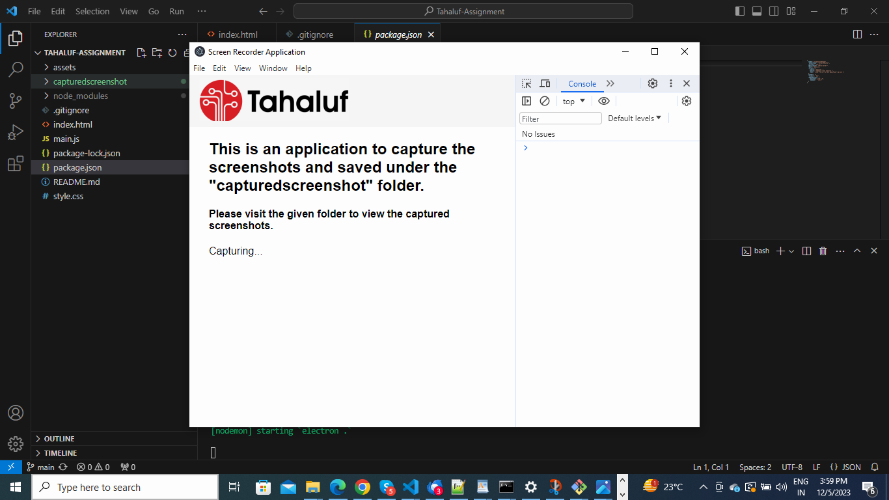 File Edit Selection View Go Run ···
Tahaluf-Assignment
EXPLORER ···
index.html
.gitignore
{} package.json
TAHALUF-ASSIGNMENT
assets
capturedscreenshot
node_modules
.gitignore
index.html
JS main.js
{} package-lock.json
{} package.json
README.md
# style.css
OUTLINE
TIMELINE
Screen Recorder Application
File Edit View Window Help
Tahaluf
This is an application to capture the
screenshots and saved under the
"capturedscreenshot" folder.
Please visit the given folder to view the captured
screenshots.
Capturing...
Console
top
Filter
Default levels
No Issues
bash
[nodemon] starting `electron .`
main
0 0 0
Ln 1, Col 1 Spaces: 2 UTF-8 LF {} JSON
Type here to search
23°C
ENG
IN
3:59 PM
12/5/2023